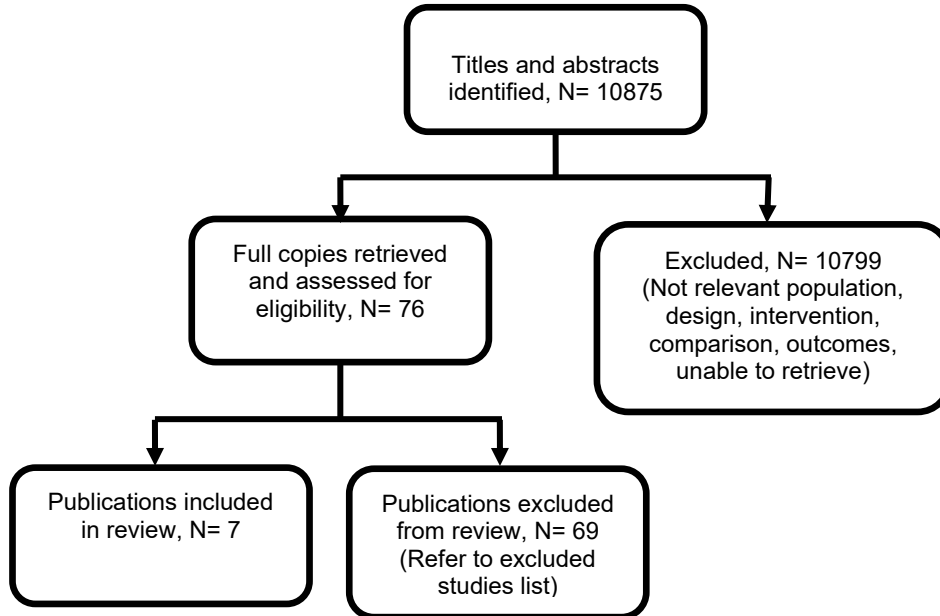 Titles and abstracts
identified, N= 10875
Full copies retrieved
and assessed for
eligibility, N= 76
Excluded, N= 10799
(Not relevant population,
design, intervention,
comparison, outcomes,
unable to retrieve)
Publications included
in review, N= 7
Publications excluded
from review, N= 69
(Refer to excluded
studies list)